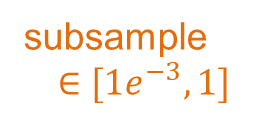 subsample
∈ [1e⁻³, 1]